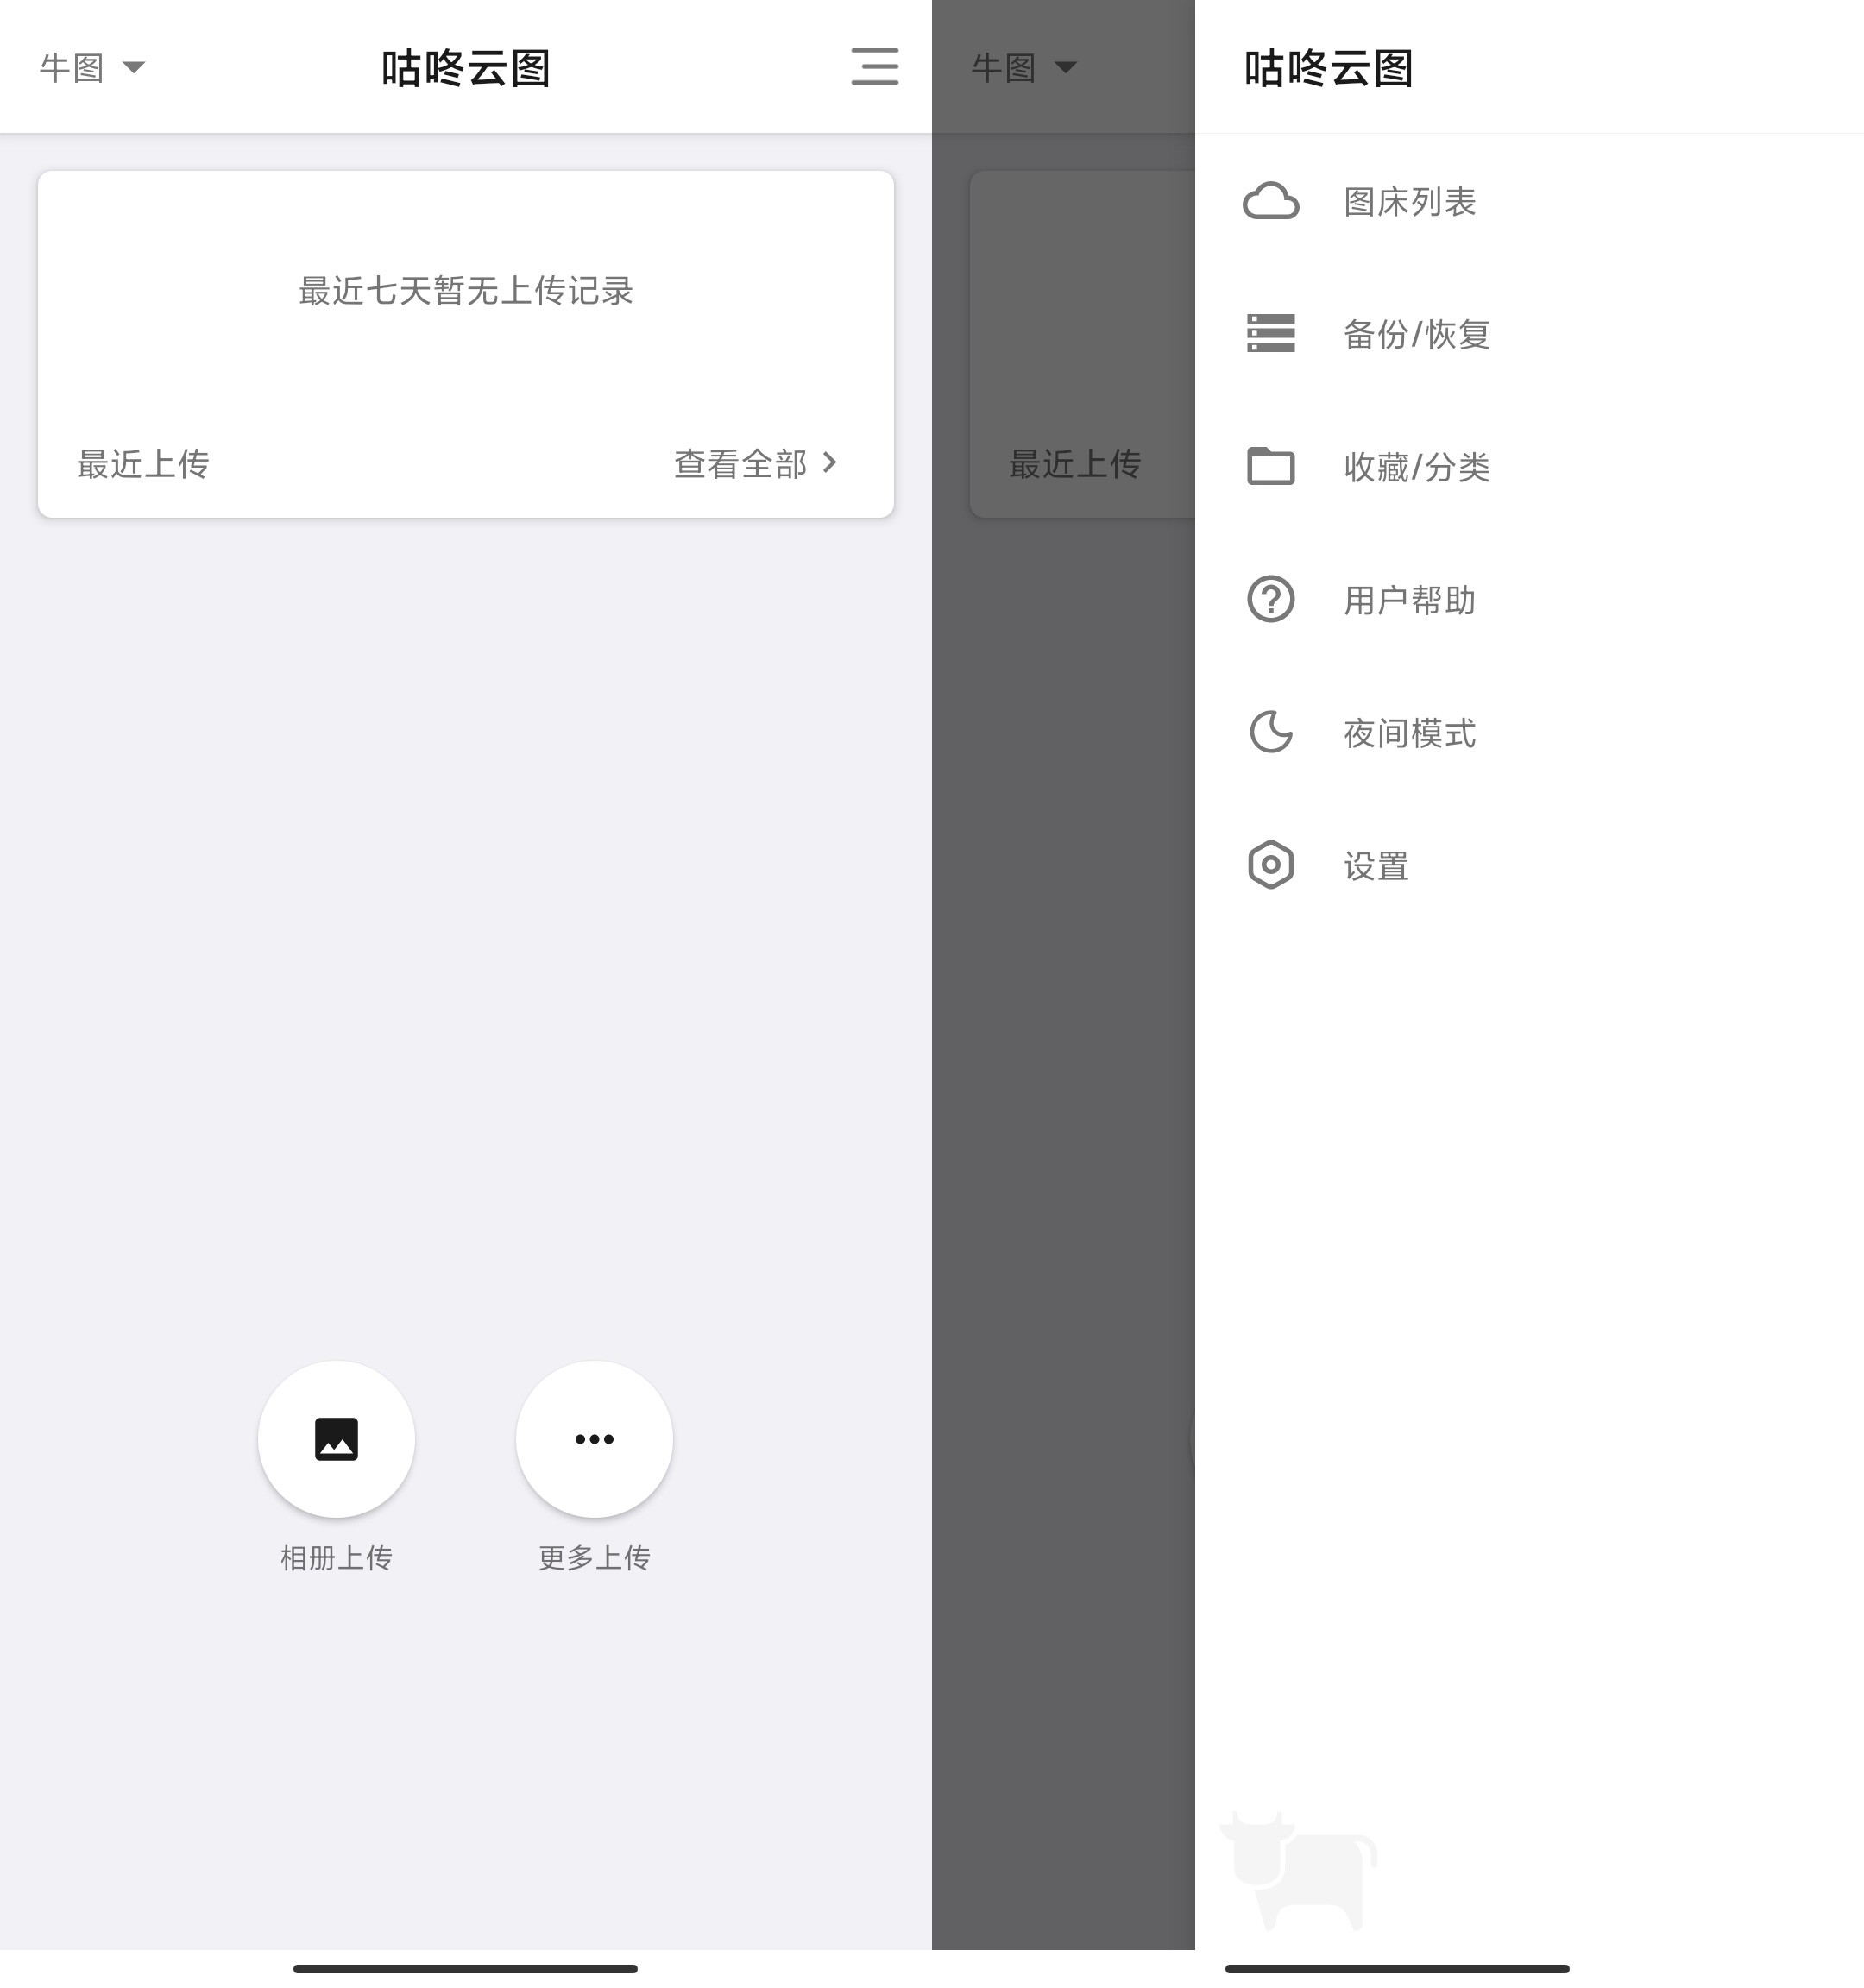 牛图
咕咚云图
最近七天暂无上传记录
最近上传
查看全部
相册上传
更多上传
牛图
最近上传
咕咚云图
图床列表
备份/恢复
收藏/分类
用户帮助
夜间模式
设置